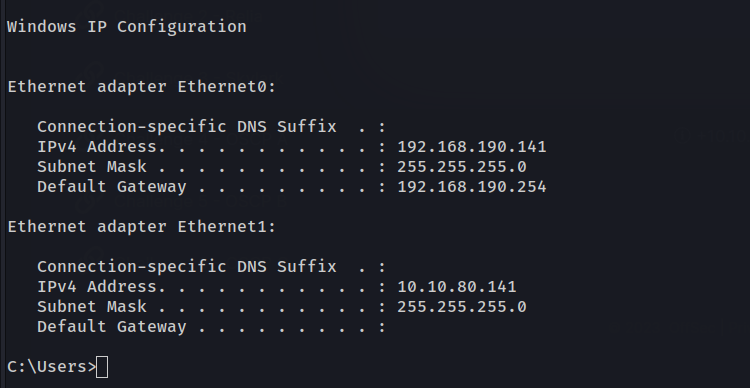 Windows IP Configuration
Ethernet adapter Ethernet0:
Connection-specific DNS Suffix  . :
IPv4 Address. . . . . . . . . . . : 192.168.190.141
Subnet Mask . . . . . . . . . . . : 255.255.255.0
Default Gateway . . . . . . . . . : 192.168.190.254
Ethernet adapter Ethernet1:
Connection-specific DNS Suffix  . :
IPv4 Address. . . . . . . . . . . : 10.10.80.141
Subnet Mask . . . . . . . . . . . : 255.255.255.0
Default Gateway . . . . . . . . . :
C:\Users>